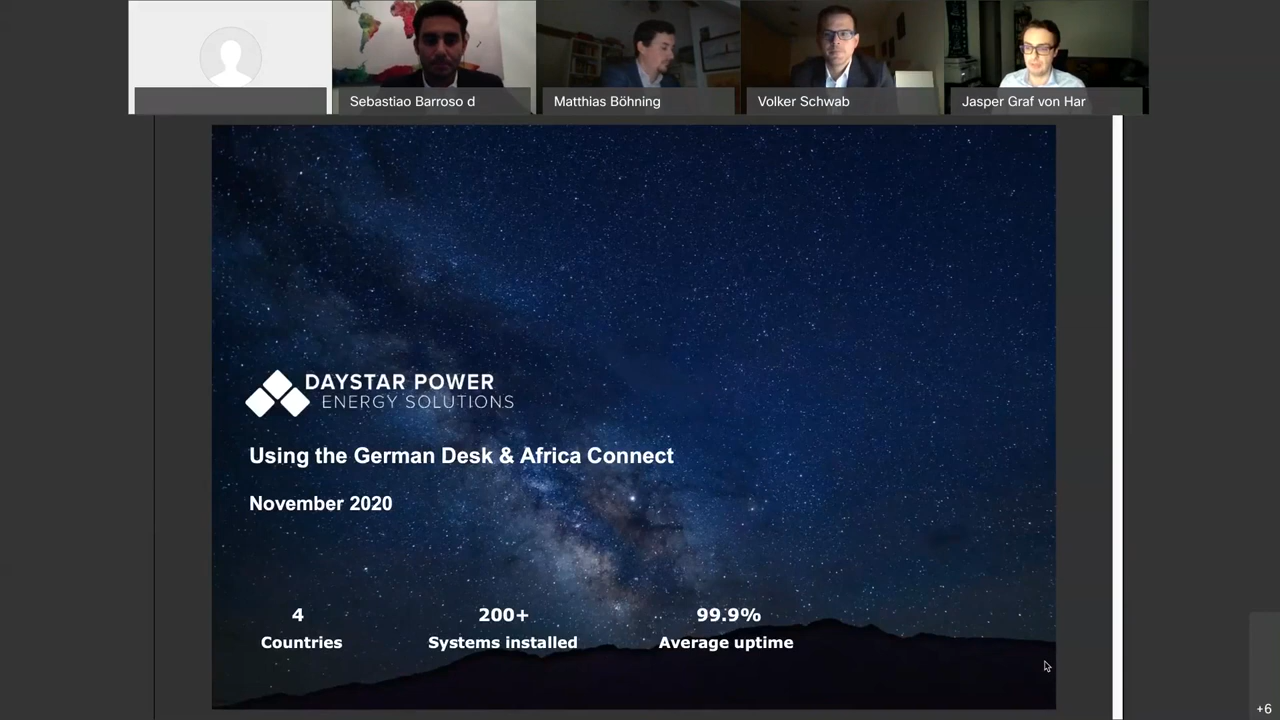 Sebastiao Barroso d
Matthias Böhning
Volker Schwab
Jasper Graf von Har
DAYSTAR POWER
ENERGY SOLUTIONS
Using the German Desk & Africa Connect
November 2020
4
Countries
200+
Systems installed
99.9%
Average uptime
+6